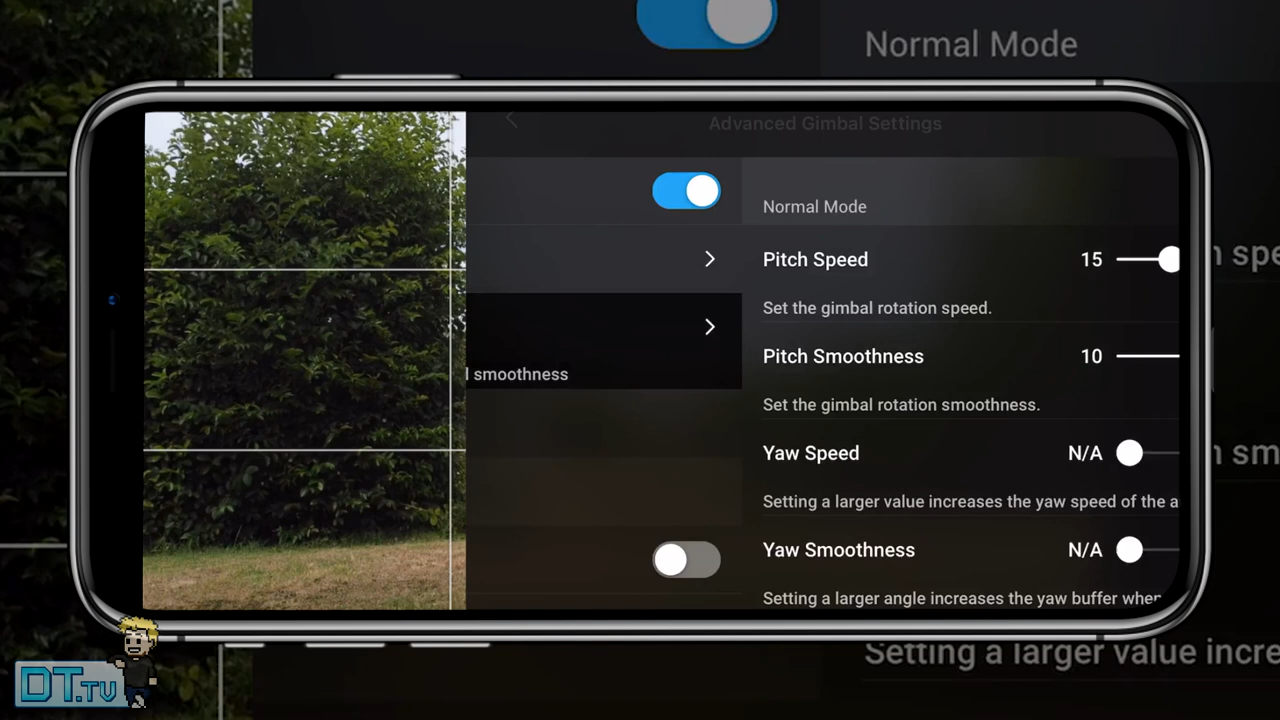 Normal Mode
Advanced Gimbal Settings
Normal Mode
Pitch Speed 15
Set the gimbal rotation speed.
Pitch Smoothness 10
smoothness
Set the gimbal rotation smoothness.
Yaw Speed N/A
Setting a larger value increases the yaw speed of the a
Yaw Smoothness N/A
Setting a larger angle increases the yaw buffer when
Setting a larger value incre
DT.TV